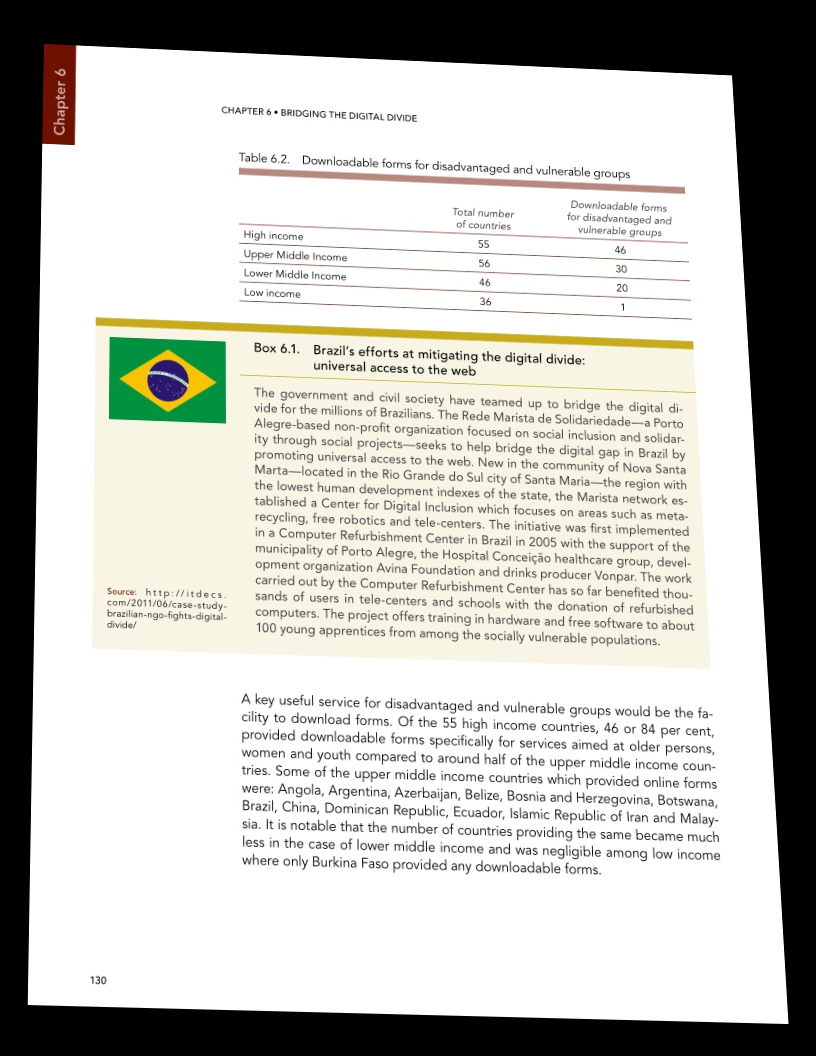 Chapter 6
CHAPTER 6 • BRIDGING THE DIGITAL DIVIDE
Table 6.2. Downloadable forms for disadvantaged and vulnerable groups
Total number
of countries
Downloadable forms
for disadvantaged and
vulnerable groups
High income 55 46
Upper Middle Income 56 30
Lower Middle Income 46 20
Low income 36 1
Box 6.1. Brazil's efforts at mitigating the digital divide:
universal access to the web
The government and civil society have teamed up to bridge the digital di-
vide for the millions of Brazilians. The Rede Marista de Solidariedade—a Porto
Alegre-based non-profit organization focused on social inclusion and solidar-
ity through social projects—seeks to help bridge the digital gap in Brazil by
promoting universal access to the web. New in the community of Nova Santa
Marta—located in the Rio Grande do Sul city of Santa Maria—the region with
the lowest human development indexes of the state, the Marista network es-
tablished a Center for Digital Inclusion which focuses on areas such as meta-
recycling, free robotics and tele-centers. The initiative was first implemented
in a Computer Refurbishment Center in Brazil in 2005 with the support of the
municipality of Porto Alegre, the Hospital Conceição healthcare group, devel-
opment organization Avina Foundation and drinks producer Vonpar. The work
carried out by the Computer Refurbishment Center has so far benefited thou-
sands of users in tele-centers and schools with the donation of refurbished
computers. The project offers training in hardware and free software to about
100 young apprentices from among the socially vulnerable populations.
Source: http://itdecs.
com/2011/06/case-study-
brazilian-ngo-fights-digital-
divide/
A key useful service for disadvantaged and vulnerable groups would be the fa-
cility to download forms. Of the 55 high income countries, 46 or 84 per cent,
provided downloadable forms specifically for services aimed at older persons,
women and youth compared to around half of the upper middle income coun-
tries. Some of the upper middle income countries which provided online forms
were: Angola, Argentina, Azerbaijan, Belize, Bosnia and Herzegovina, Botswana,
Brazil, China, Dominican Republic, Ecuador, Islamic Republic of Iran and Malay-
sia. It is notable that the number of countries providing the same became much
less in the case of lower middle income and was negligible among low income
where only Burkina Faso provided any downloadable forms.
130